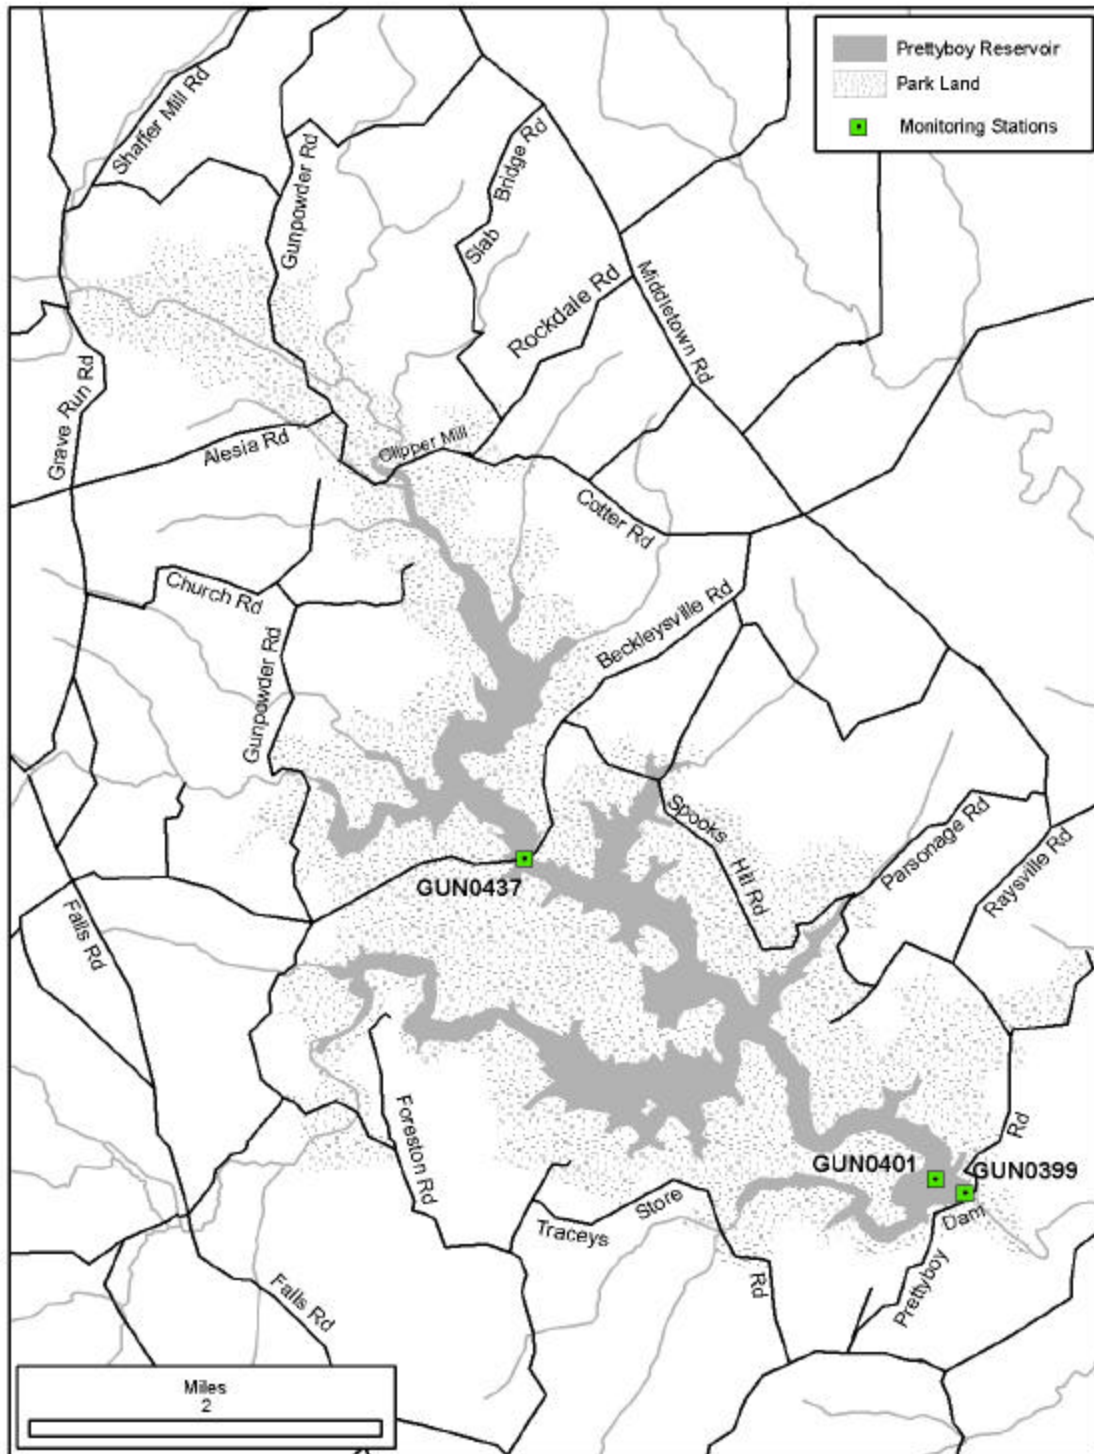 Prettyboy Reservoir
Park Land
Monitoring Stations
Shaffer Mill Rd
Gunpowder Rd
Slab Bridge Rd
Rockdale Rd
Middletown Rd
Grave Run Rd
Alesia Rd
Clipper Mill
Cotter Rd
Church Rd
Beckleysville Rd
Gunpowder Rd
Spooks Hill Rd
Parsonage Rd
Raysville Rd
GUN0437
Falls Rd
Foreston Rd
GUN0401
GUN0399
Traceys Store Rd
Prettyboy Dam Rd
Falls Rd
Miles
2